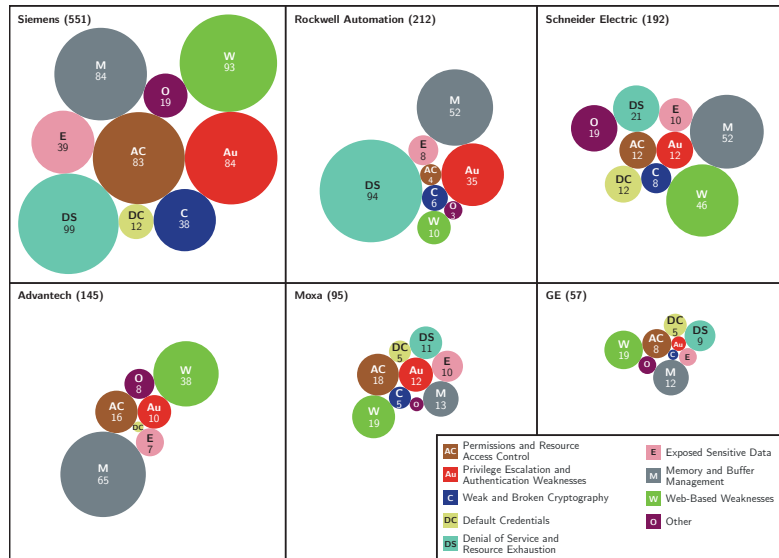 Siemens (551)
M
84
W
93
O
19
E
39
AC
83
Au
84
DS
99
DC
12
C
38
Rockwell Automation (212)
M
52
E
8
AC
4
Au
35
DS
94
C
6
O
3
W
10
Schneider Electric (192)
DS
21
E
10
O
19
M
52
AC
12
Au
12
DC
12
C
8
W
46
Advantech (145)
W
38
O
8
AC
16
Au
10
DC
E
7
M
65
Moxa (95)
DS
11
DC
5
E
10
AC
18
Au
12
C
5
O
M
13
W
19
GE (57)
DC
5
DS
9
W
19
AC
8
Au
C
E
O
M
12
AC Permissions and Resource
Access Control
Au Privilege Escalation and
Authentication Weaknesses
C Weak and Broken Cryptography
DC Default Credentials
DS Denial of Service and
Resource Exhaustion
E Exposed Sensitive Data
M Memory and Buffer
Management
W Web-Based Weaknesses
O Other